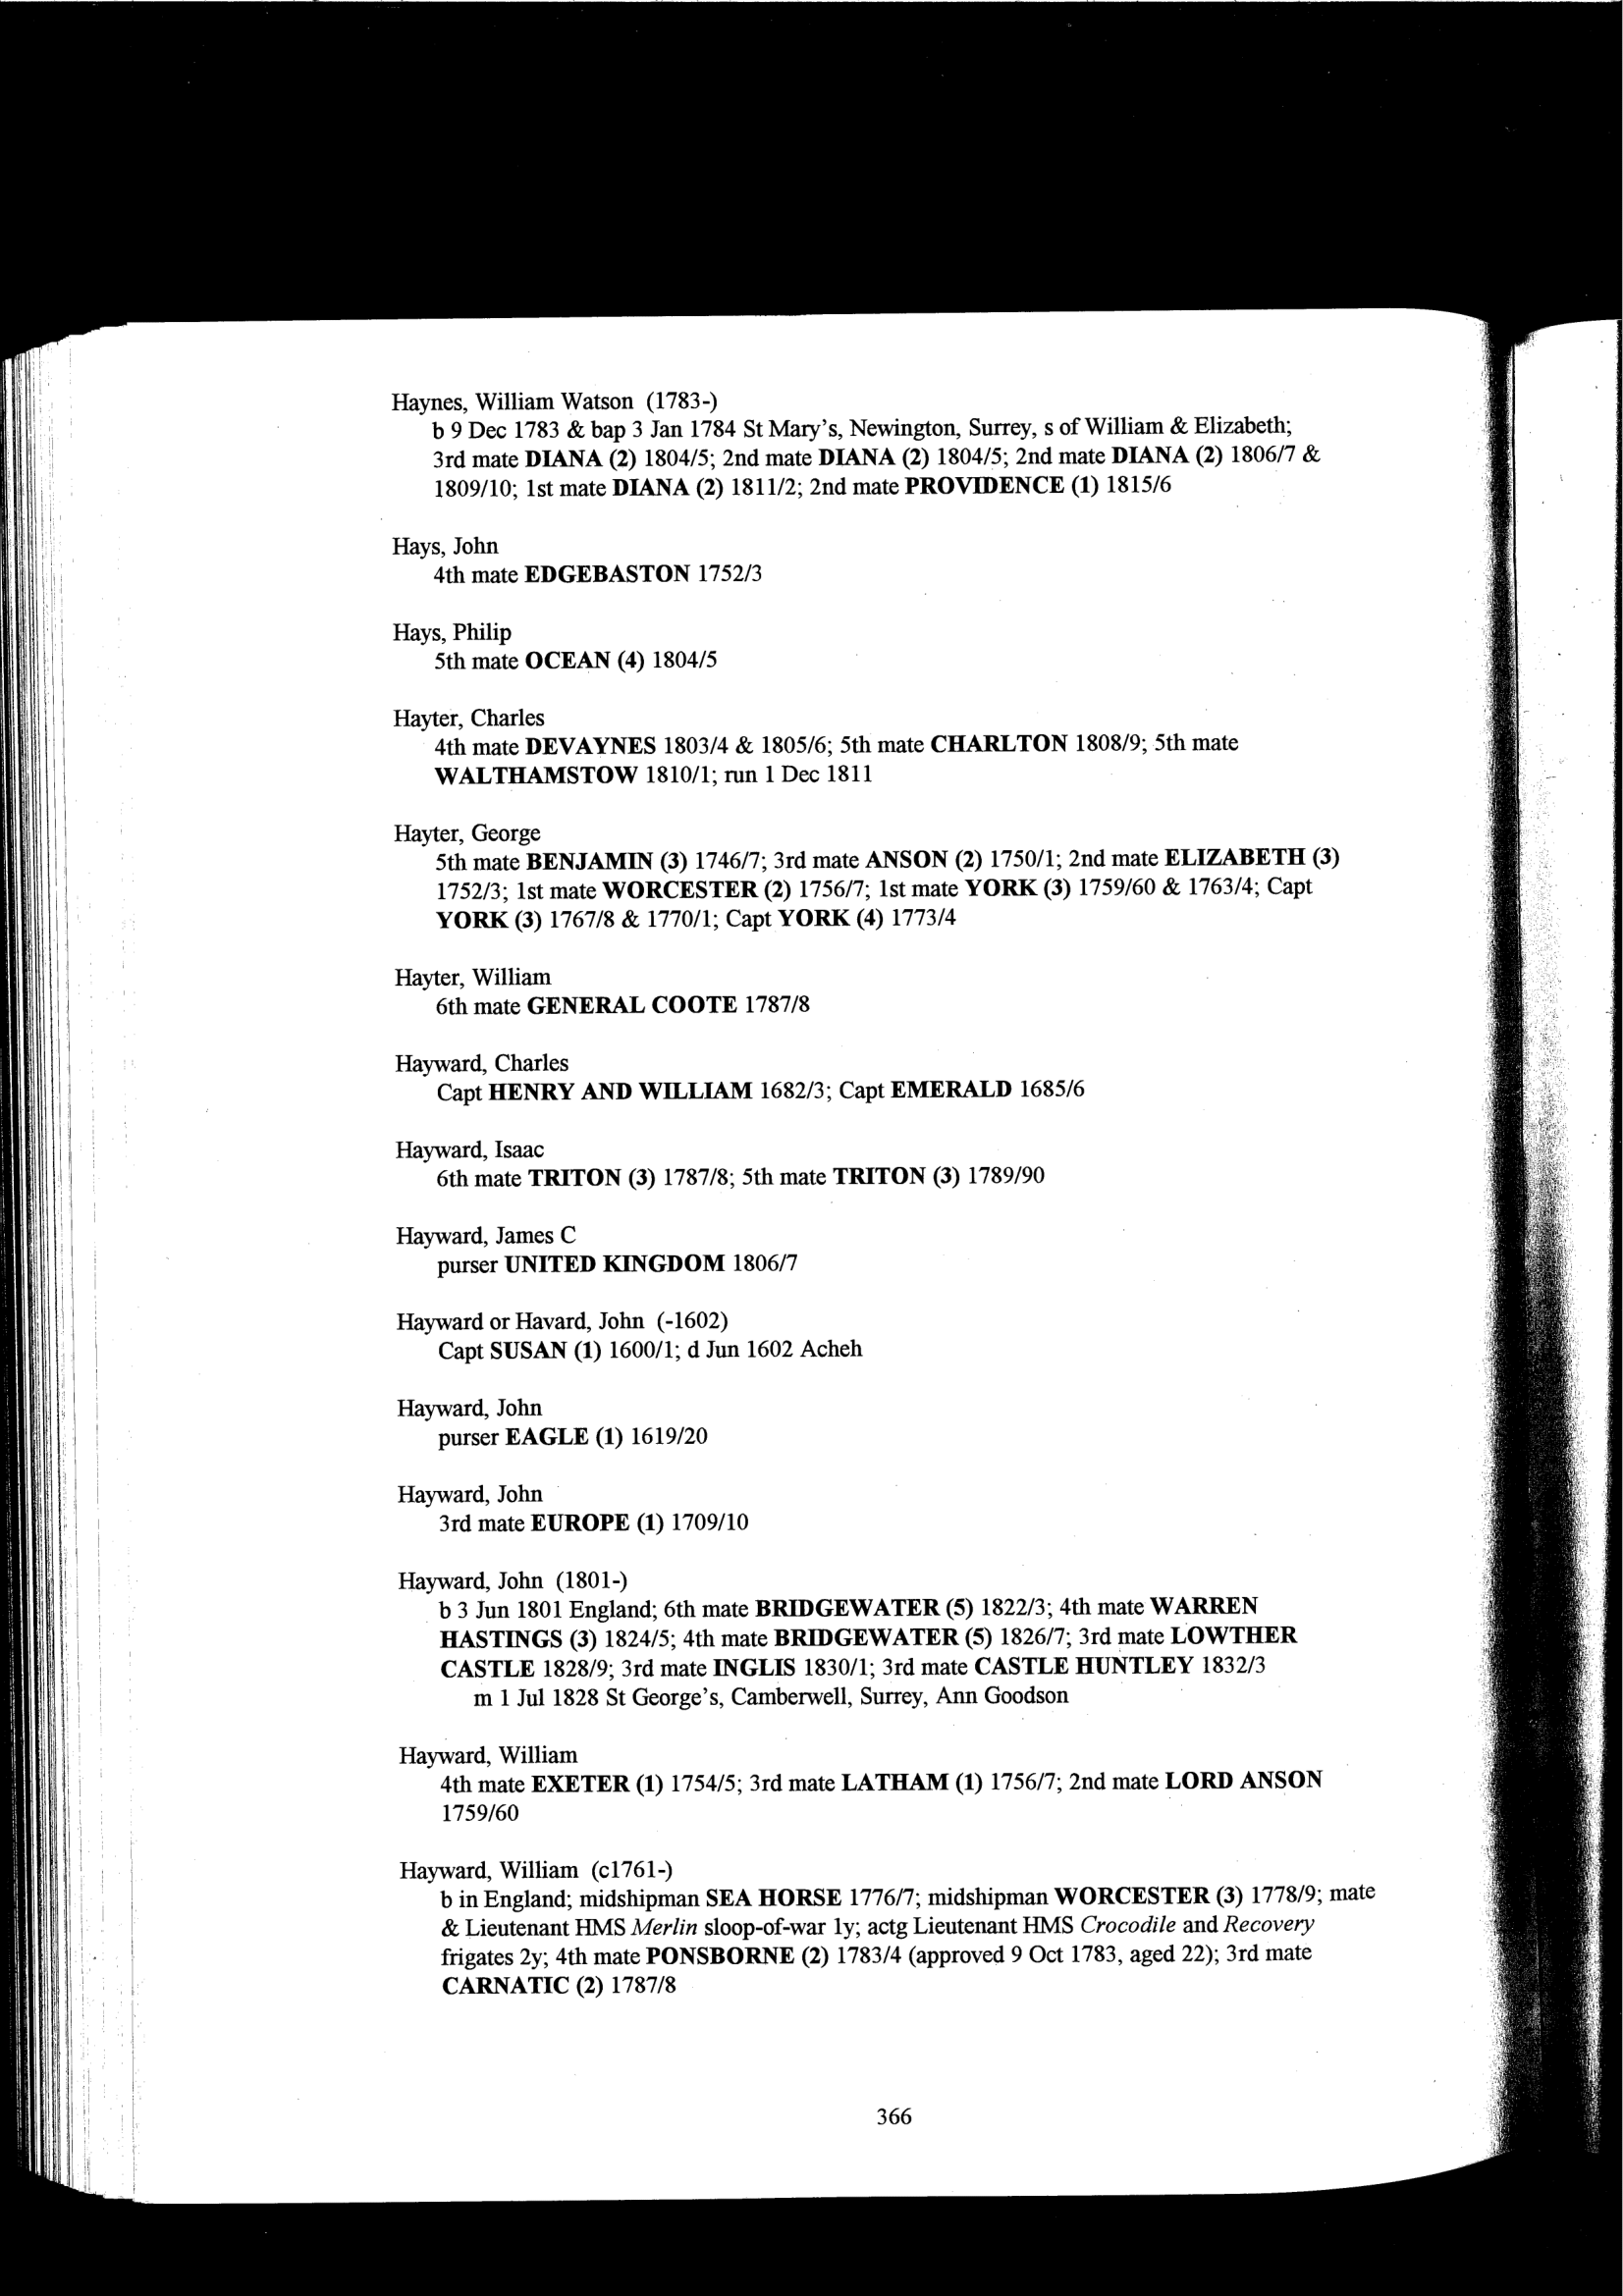 Haynes, William Watson (1783-)
b 9 Dec 1783 & bap 3 Jan 1784 St Mary's, Newington, Surrey, s of William & Elizabeth;
3rd mate DIANA (2) 1804/5; 2nd mate DIANA (2) 1804/5; 2nd mate DIANA (2) 1806/7 &
1809/10; 1st mate DIANA (2) 1811/2; 2nd mate PROVIDENCE (1) 1815/6
Hays, John
4th mate EDGEBASTON 1752/3
Hays, Philip
5th mate OCEAN (4) 1804/5
Hayter, Charles
4th mate DEVAYNES 1803/4 & 1805/6; 5th mate CHARLTON 1808/9; 5th mate
WALTHAMSTOW 1810/1; run 1 Dec 1811
Hayter, George
5th mate BENJAMIN (3) 1746/7; 3rd mate ANSON (2) 1750/1; 2nd mate ELIZABETH (3)
1752/3; 1st mate WORCESTER (2) 1756/7; 1st mate YORK (3) 1759/60 & 1763/4; Capt
YORK (3) 1767/8 & 1770/1; Capt YORK (4) 1773/4
Hayter, William
6th mate GENERAL COOTE 1787/8
Hayward, Charles
Capt HENRY AND WILLIAM 1682/3; Capt EMERALD 1685/6
Hayward, Isaac
6th mate TRITON (3) 1787/8; 5th mate TRITON (3) 1789/90
Hayward, James C
purser UNITED KINGDOM 1806/7
Hayward or Havard, John (-1602)
Capt SUSAN (1) 1600/1; d Jun 1602 Acheh
Hayward, John
purser EAGLE (1) 1619/20
Hayward, John
3rd mate EUROPE (1) 1709/10
Hayward, John (1801-)
b 3 Jun 1801 England; 6th mate BRIDGEWATER (5) 1822/3; 4th mate WARREN
HASTINGS (3) 1824/5; 4th mate BRIDGEWATER (5) 1826/7; 3rd mate LOWTHER
CASTLE 1828/9; 3rd mate INGLIS 1830/1; 3rd mate CASTLE HUNTLEY 1832/3
m 1 Jul 1828 St George's, Camberwell, Surrey, Ann Goodson
Hayward, William
4th mate EXETER (1) 1754/5; 3rd mate LATHAM (1) 1756/7; 2nd mate LORD ANSON
1759/60
Hayward, William (c1761-)
b in England; midshipman SEA HORSE 1776/7; midshipman WORCESTER (3) 1778/9; mate
& Lieutenant HMS Merlin sloop-of-war 1y; actg Lieutenant HMS Crocodile and Recovery
frigates 2y; 4th mate PONSBORNE (2) 1783/4 (approved 9 Oct 1783, aged 22); 3rd mate
CARNATIC (2) 1787/8
366